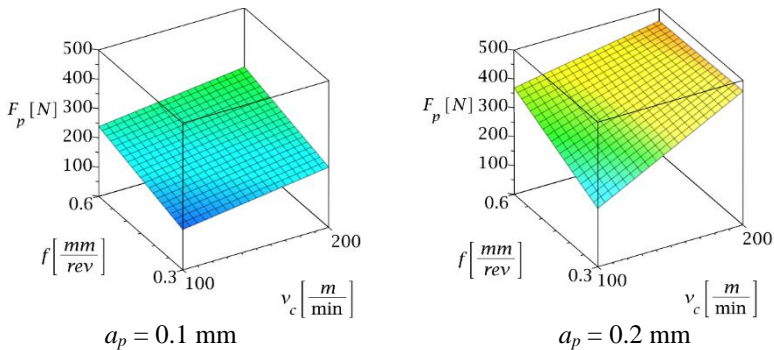 500
400
300
200
100
F_p [N]
0.6
f [mm/rev]
0.3
100
200
v_c [m/min]
a_p = 0.1 mm
500
400
300
200
100
F_p [N]
0.6
f [mm/rev]
0.3
100
200
v_c [m/min]
a_p = 0.2 mm